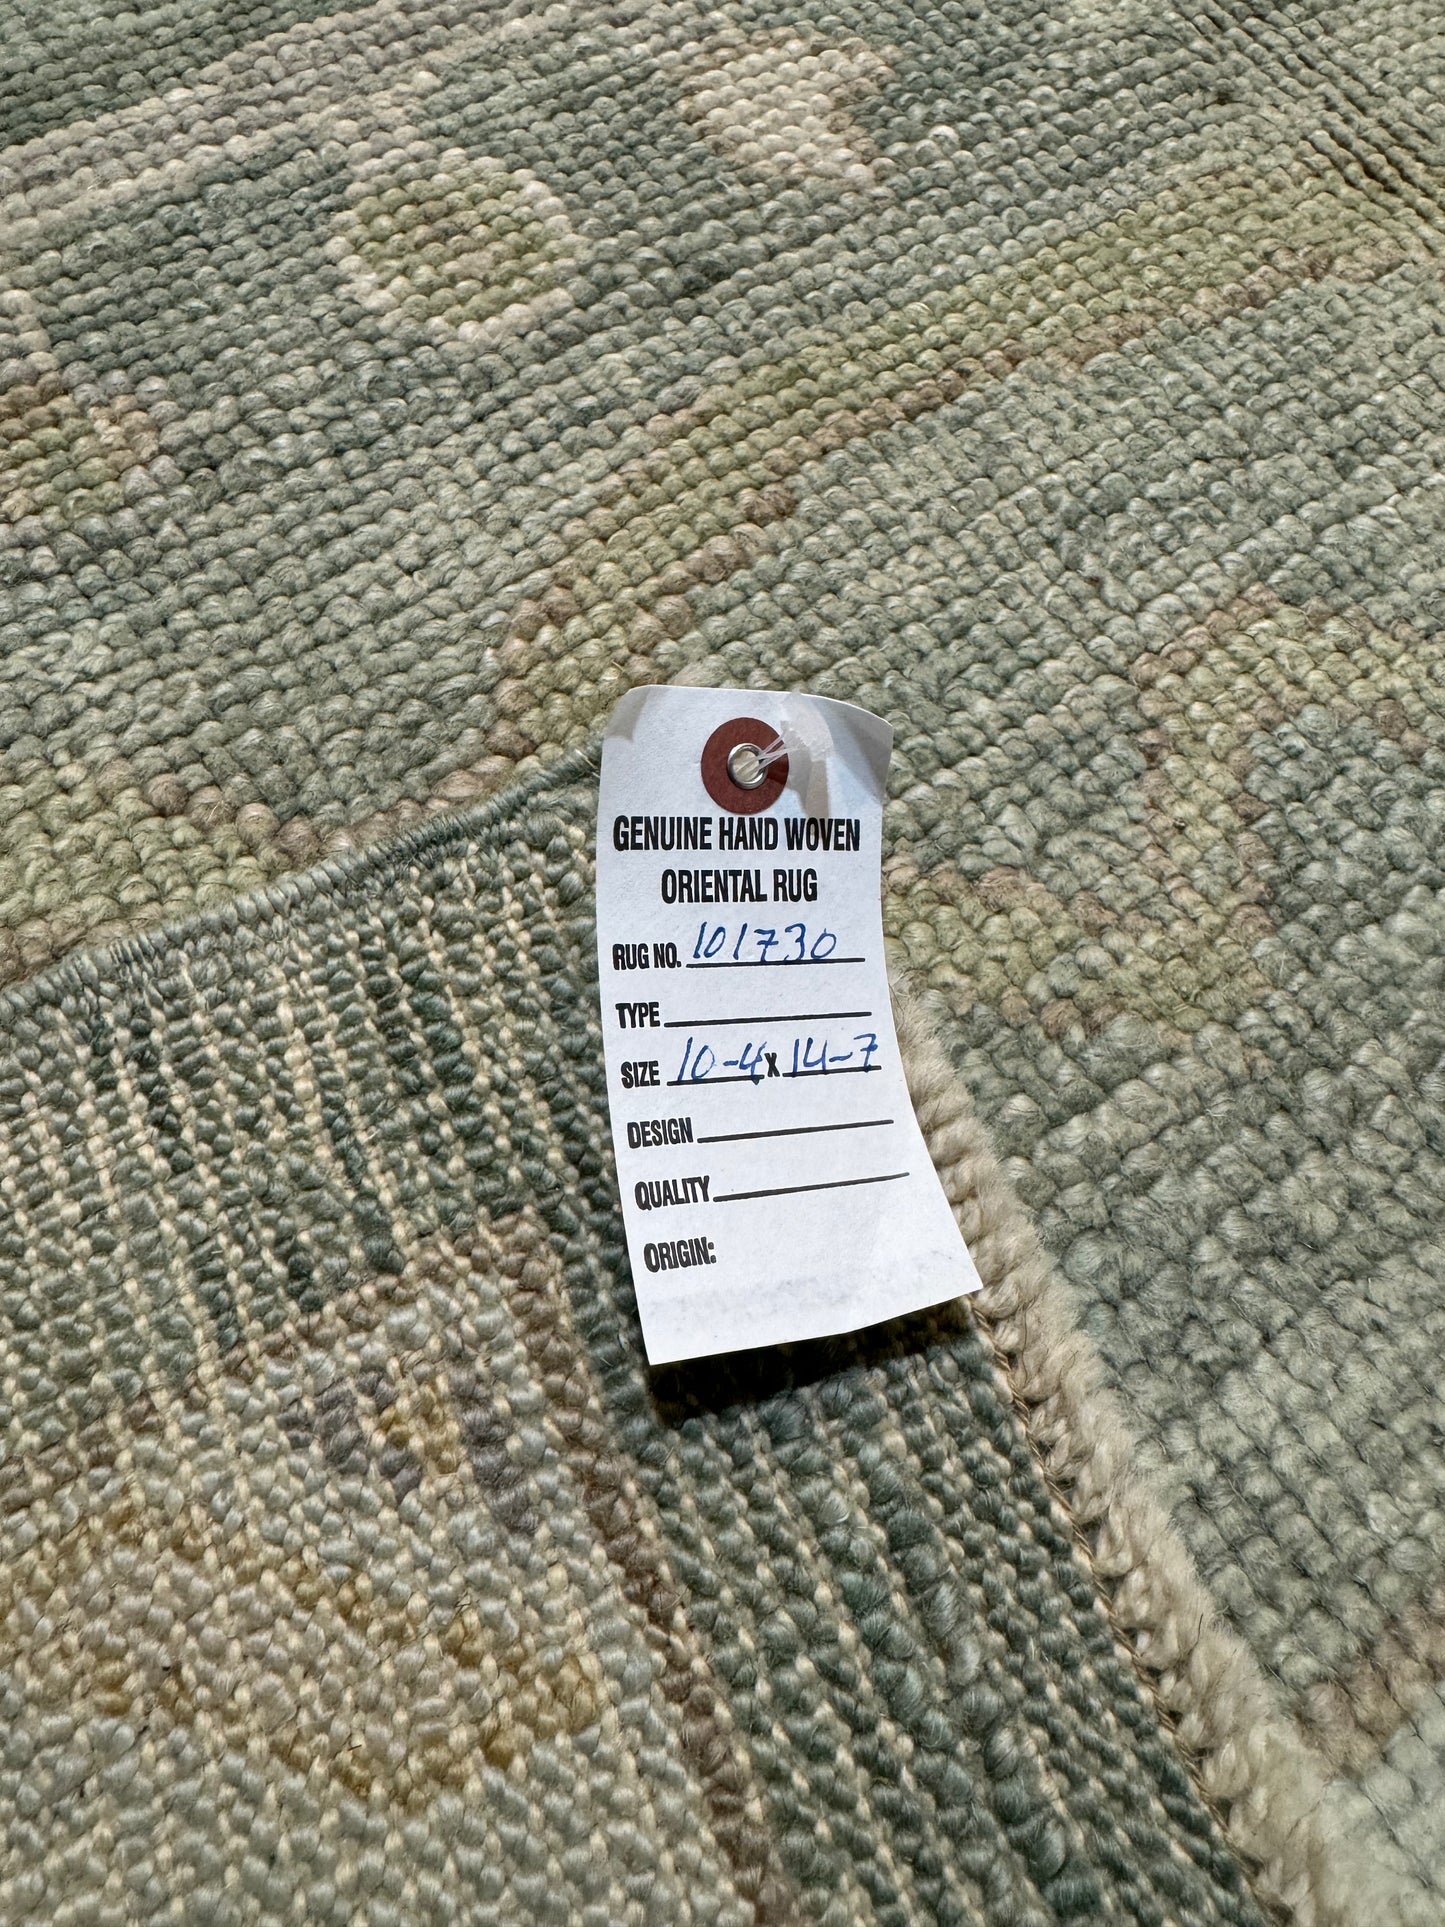 GENUINE HAND WOVEN
ORIENTAL RUG
RUG NO. 101730
TYPE
SIZE 10-4 x 14-7
DESIGN
QUALITY
ORIGIN: